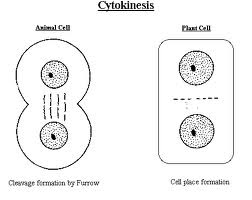 Cytokinesis
Animal Cell
Plant Cell
Cleavage formation by Furrow
Cell place formation